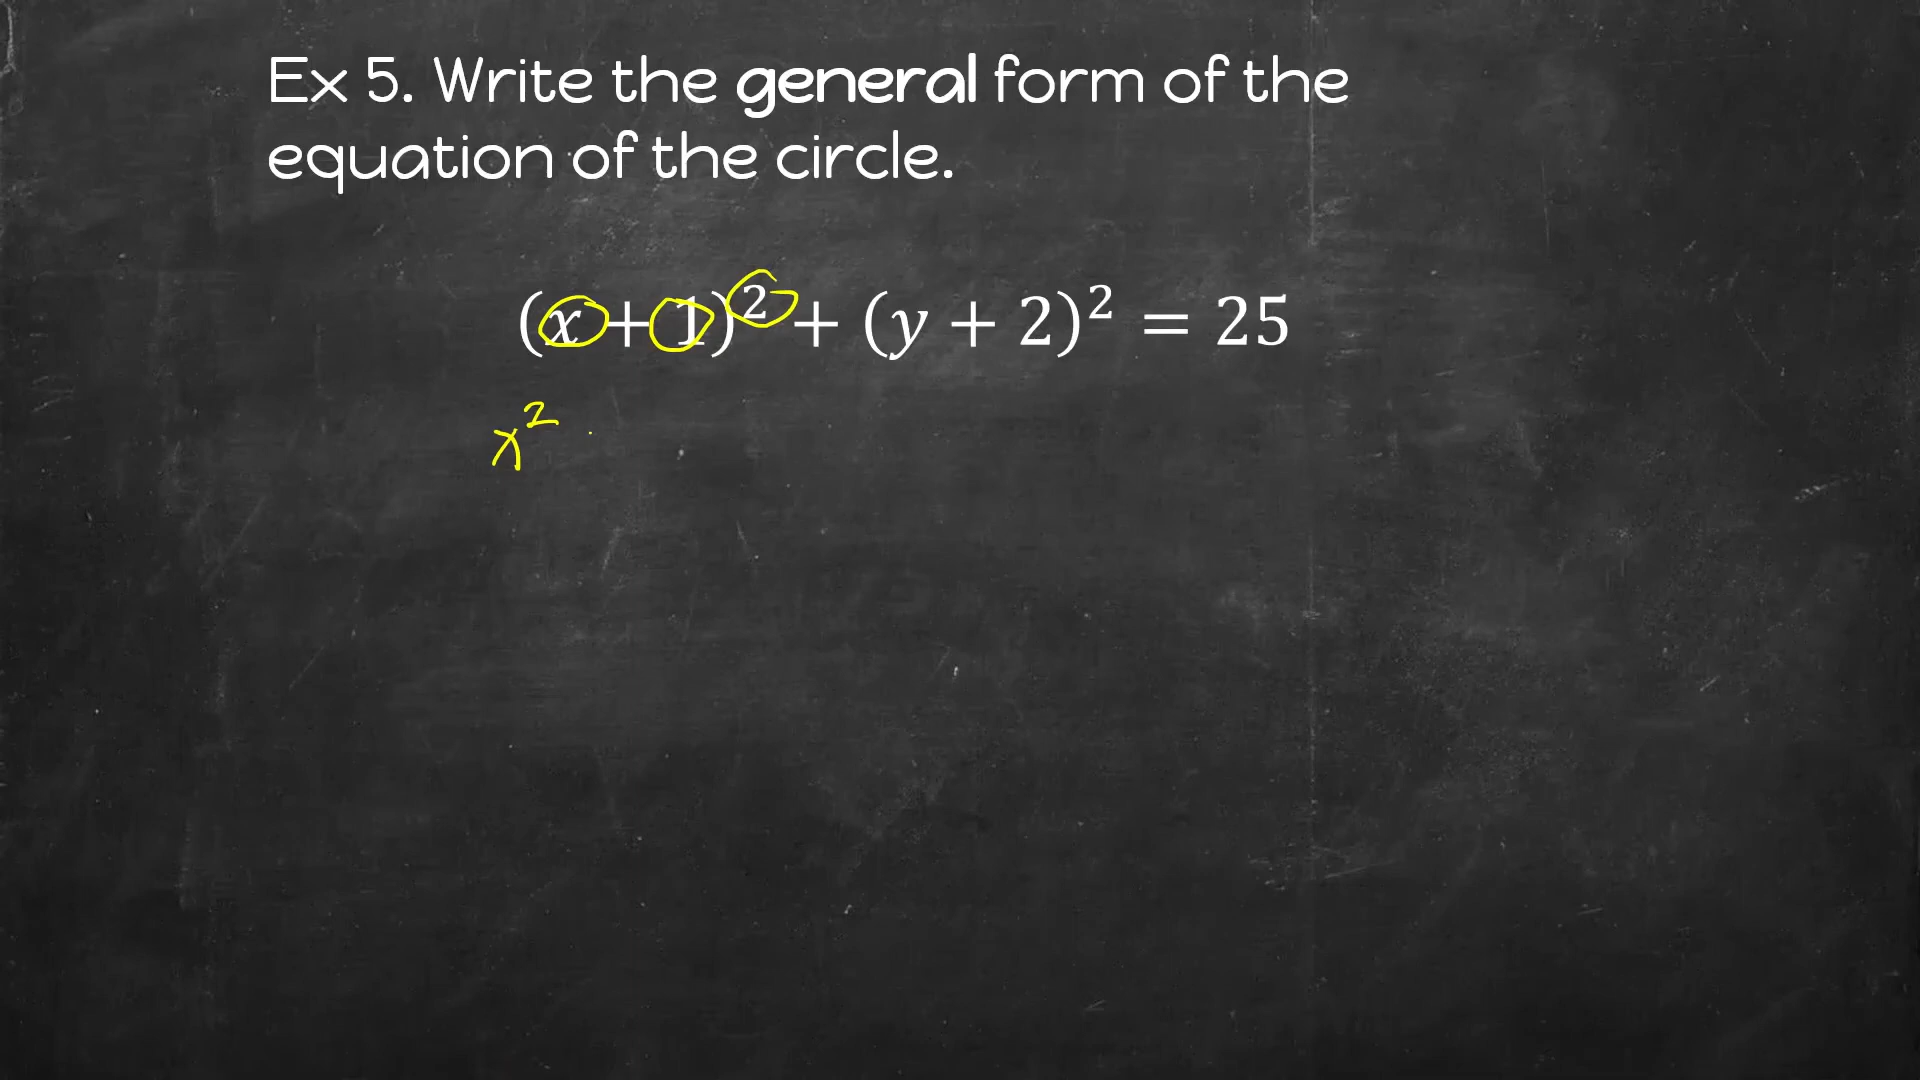 Ex 5. Write the general form of the
equation of the circle.
(x + 1)² + (y + 2)² = 25
x²